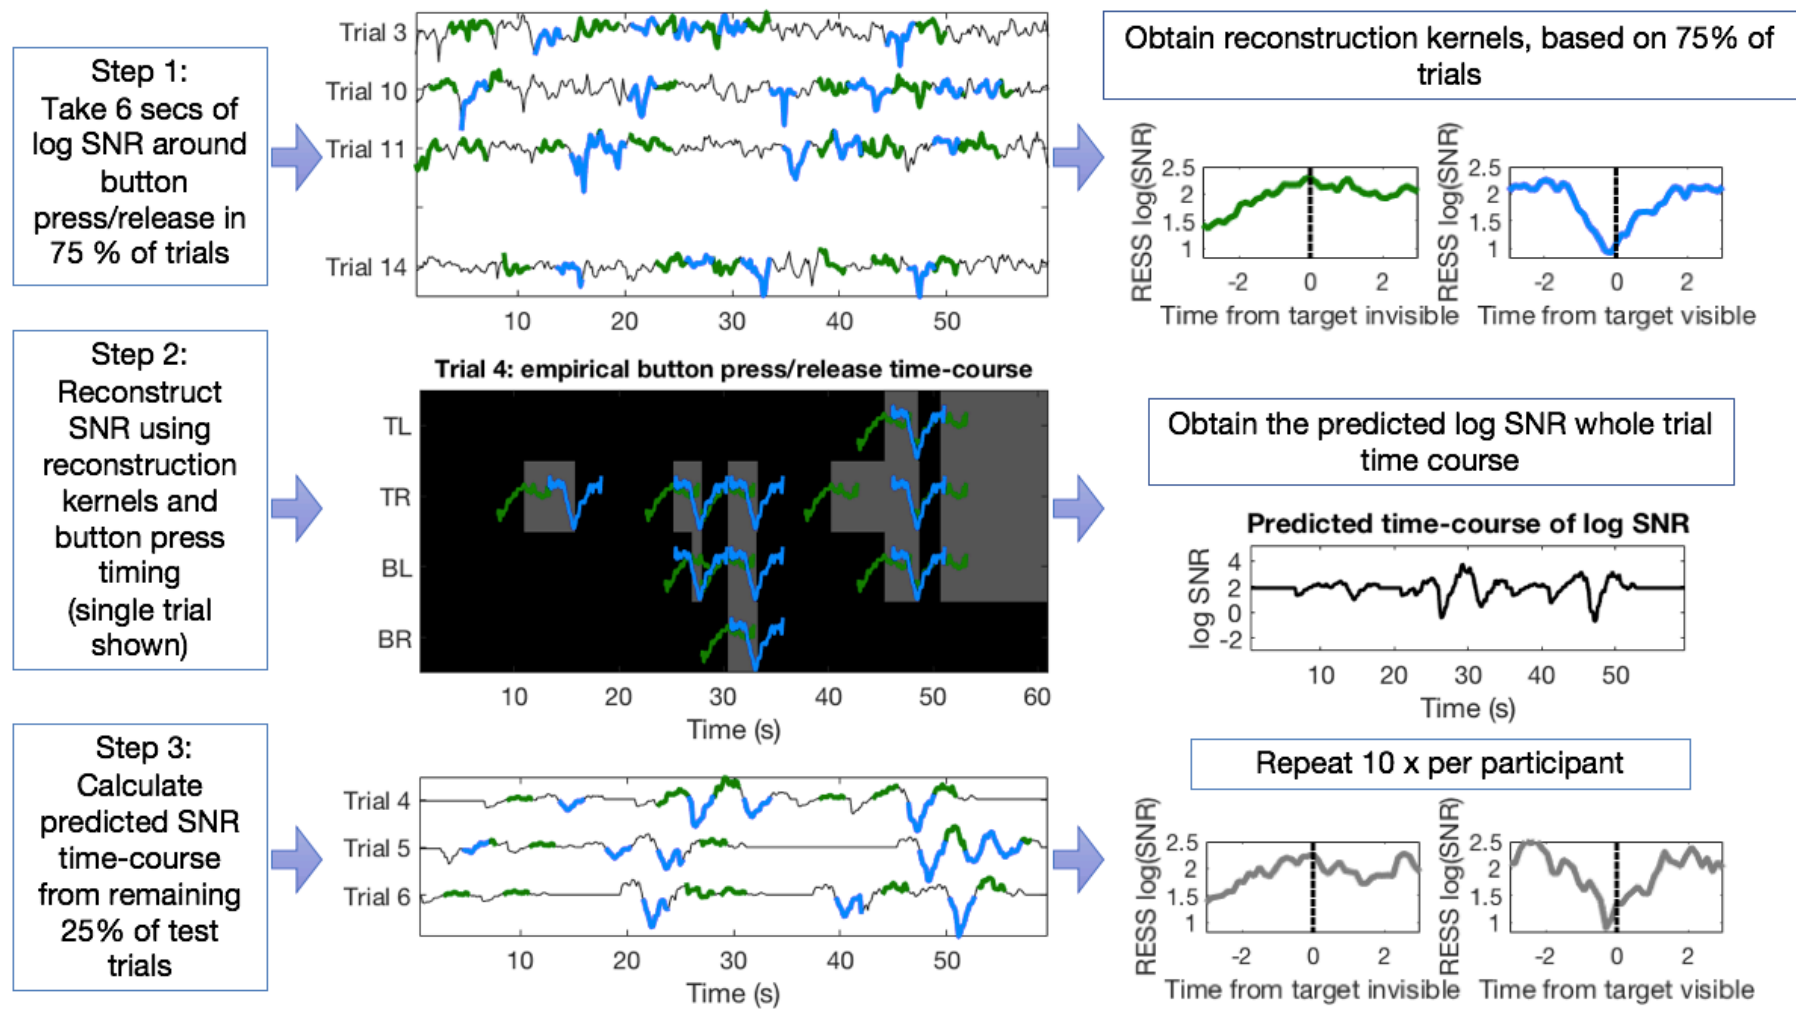 Step 1:
Take 6 secs of
log SNR around
button
press/release in
75 % of trials
Trial 3
Trial 10
Trial 11
Trial 14
10 20 30 40 50
Obtain reconstruction kernels, based on 75% of
trials
RESS log(SNR)
2.5
2
1.5
1
-2 0 2
Time from target invisible
RESS log(SNR)
2.5
2
1.5
1
-2 0 2
Time from target visible
Step 2:
Reconstruct
SNR using
reconstruction
kernels and
button press
timing
(single trial
shown)
Trial 4: empirical button press/release time-course
TL
TR
BL
BR
10 20 30 40 50 60
Time (s)
Obtain the predicted log SNR whole trial
time course
Predicted time-course of log SNR
log SNR
4
2
0
-2
10 20 30 40 50
Time (s)
Step 3:
Calculate
predicted SNR
time-course
from remaining
25% of test
trials
Trial 4
Trial 5
Trial 6
10 20 30 40 50
Time (s)
Repeat 10 x per participant
RESS log(SNR)
2.5
2
1.5
1
-2 0 2
Time from target invisible
RESS log(SNR)
2.5
2
1.5
1
-2 0 2
Time from target visible